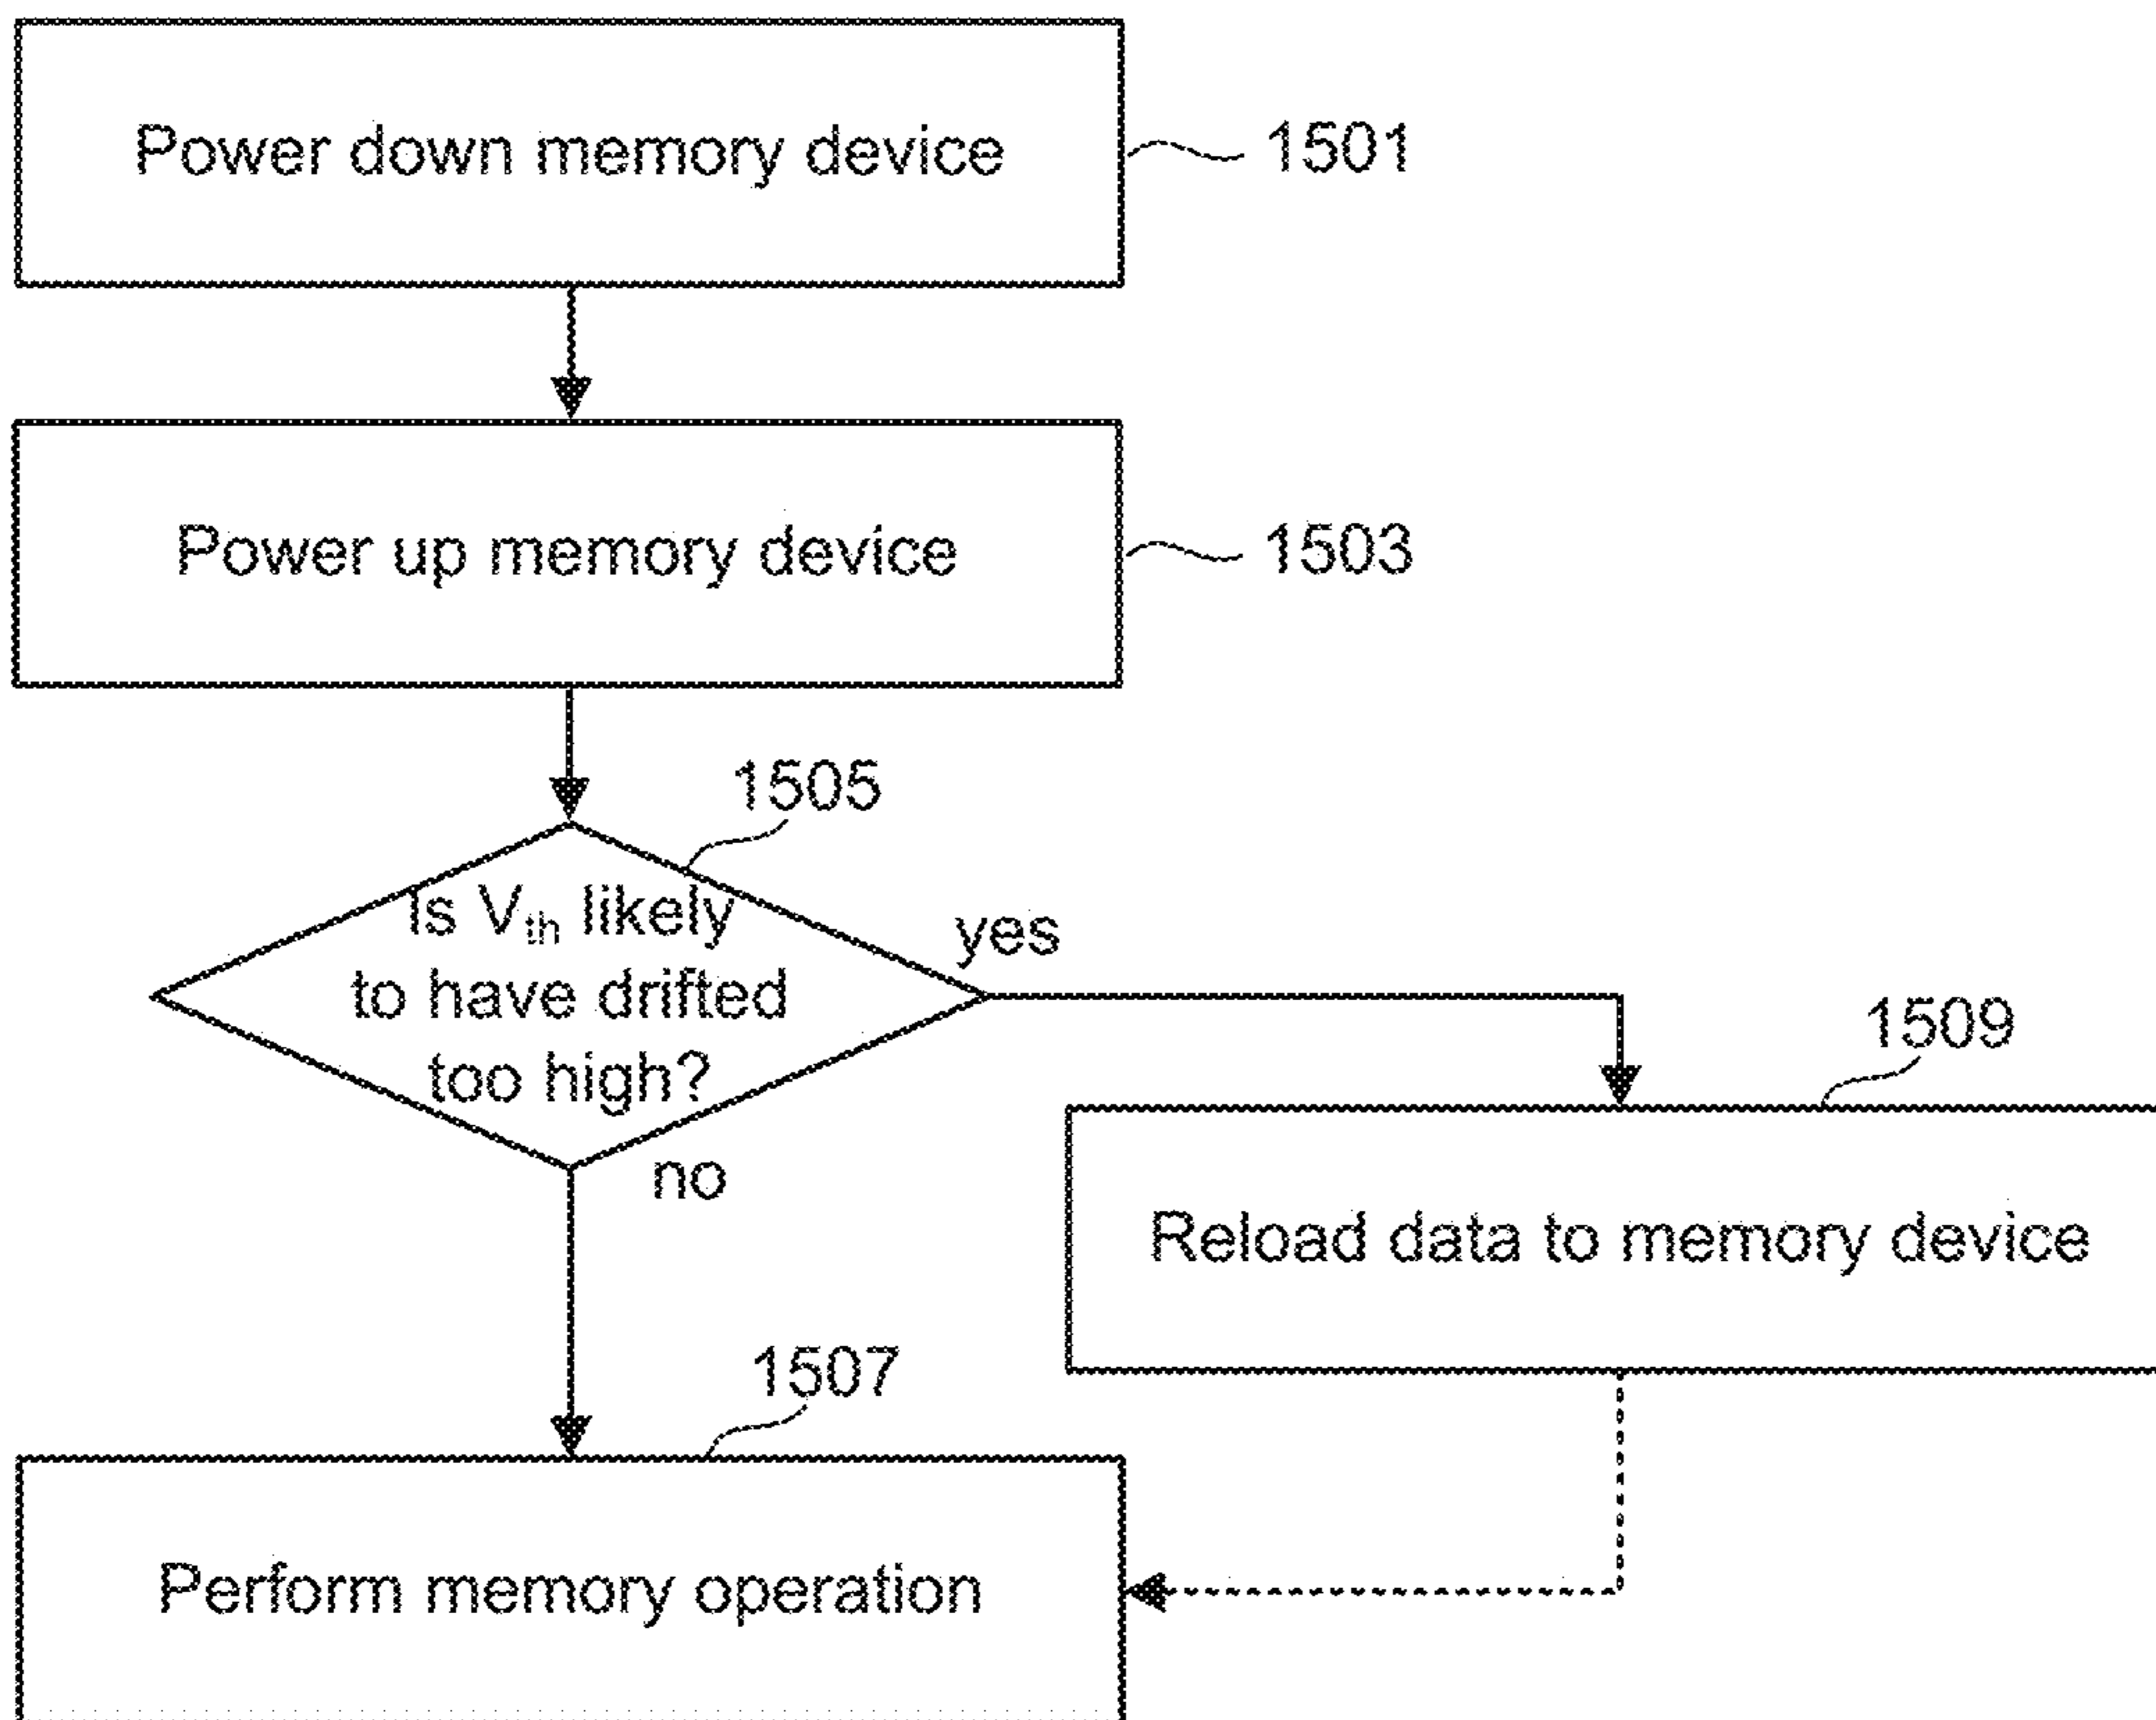 Power down memory device
1501
Power up memory device
1503
1505
Is Vth likely
to have drifted
too high?
yes
no
1509
Reload data to memory device
1507
Perform memory operation